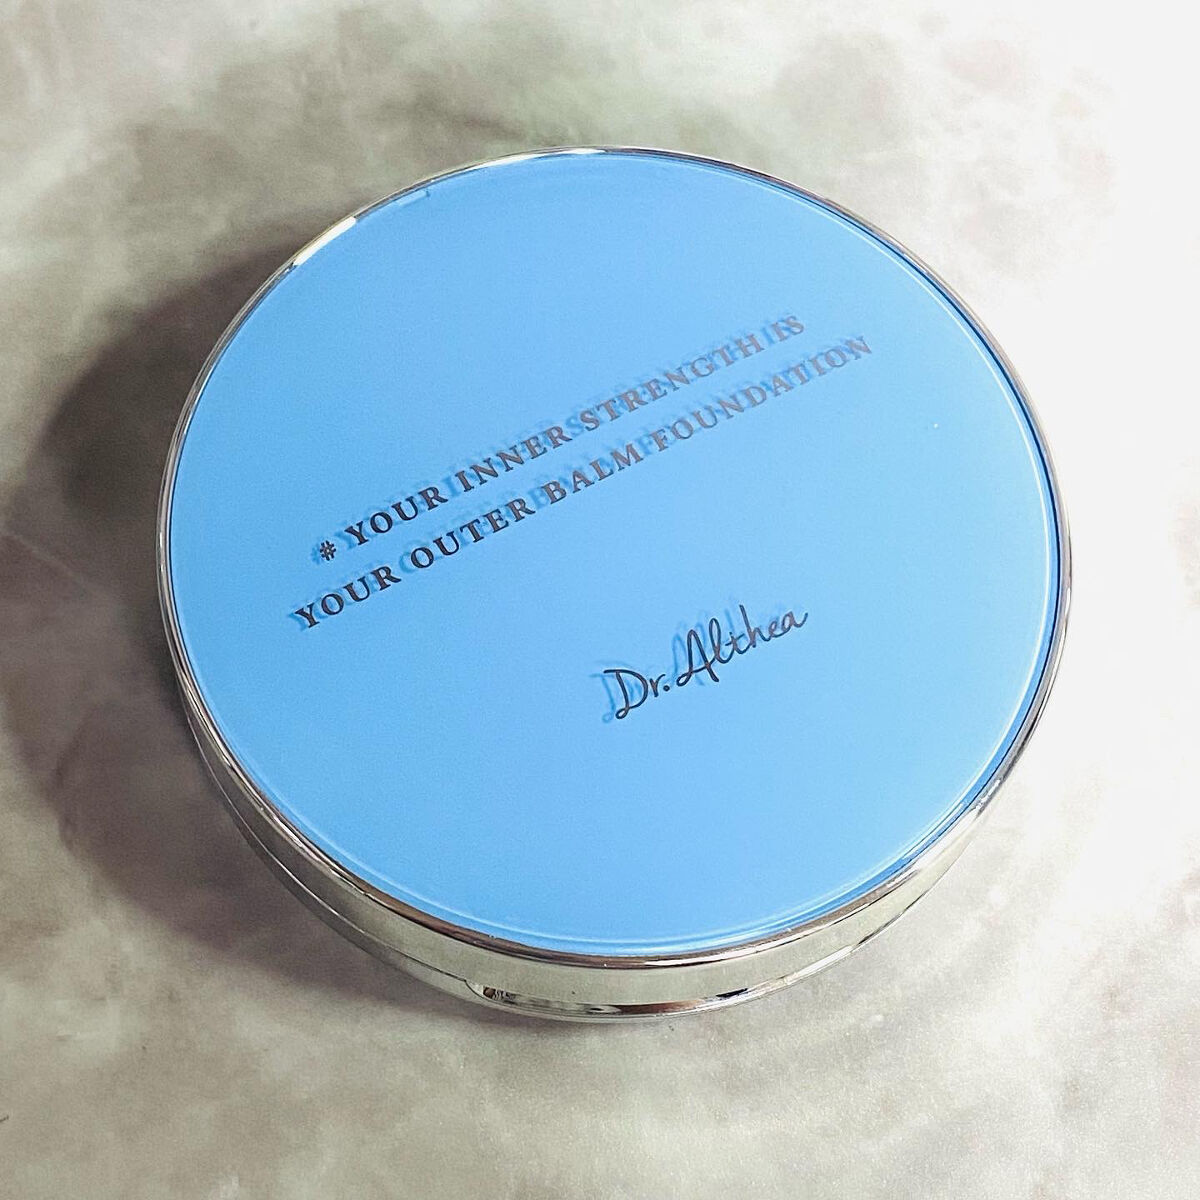 # YOUR INNER STRENGTH IS
YOUR OUTER BALM FOUNDATION
Dr. Althea